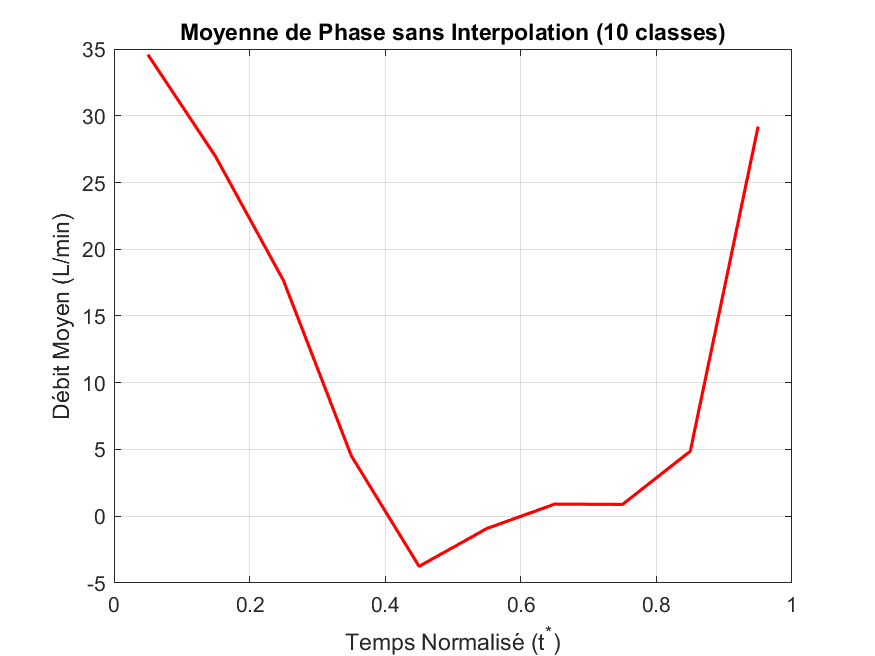 Moyenne de Phase sans Interpolation (10 classes)
35
30
25
20
15
10
5
0
-5
Débit Moyen (L/min)
0 0.2 0.4 0.6 0.8 1
Temps Normalisé (t*)